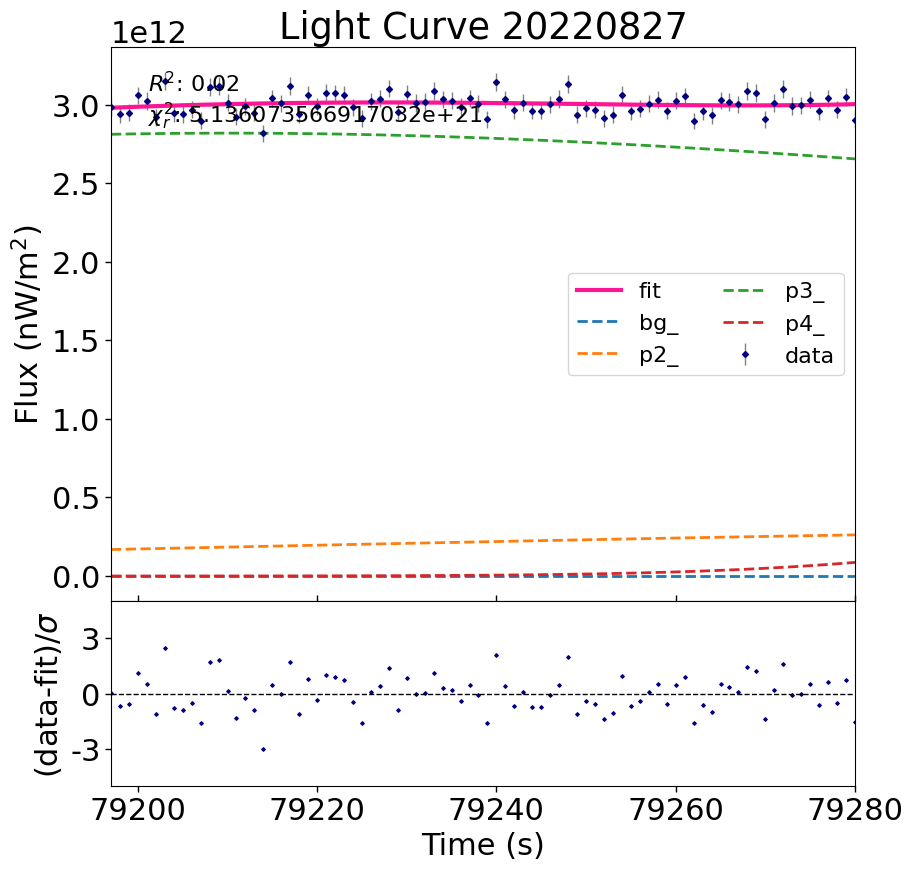 Light Curve 20220827
1e12
R²: 0.02
χ²ᵣ: 5.136073566917032e+21
Flux (nW/m²)
3.0
2.5
2.0
1.5
1.0
0.5
0.0
fit
bg_
p2_
p3_
p4_
data
(data-fit)/σ
3
0
-3
79200 79220 79240 79260 79280
Time (s)